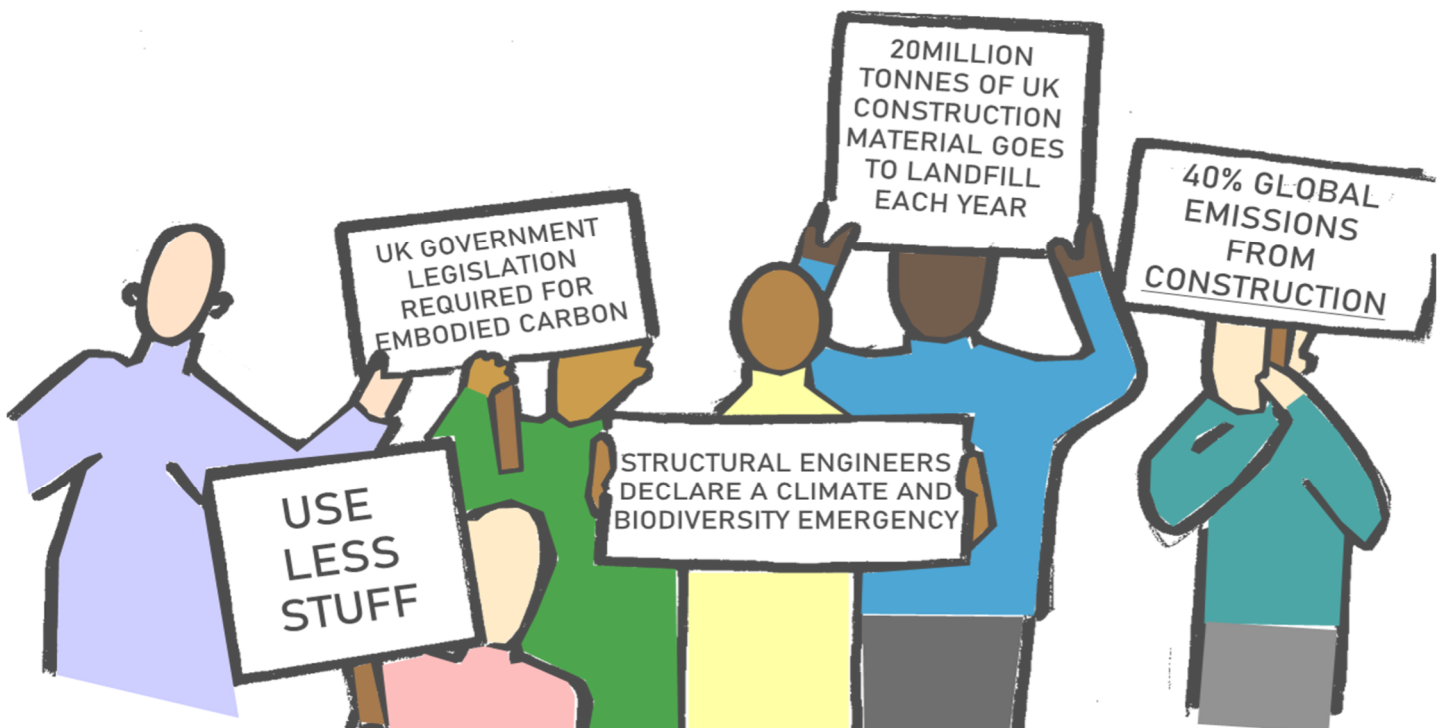 20MILLION
TONNES OF UK
CONSTRUCTION
MATERIAL GOES
TO LANDFILL
EACH YEAR
40% GLOBAL
EMISSIONS
FROM
CONSTRUCTION
UK GOVERNMENT
LEGISLATION
REQUIRED FOR
EMBODIED CARBON
STRUCTURAL ENGINEERS
DECLARE A CLIMATE AND
BIODIVERSITY EMERGENCY
USE
LESS
STUFF